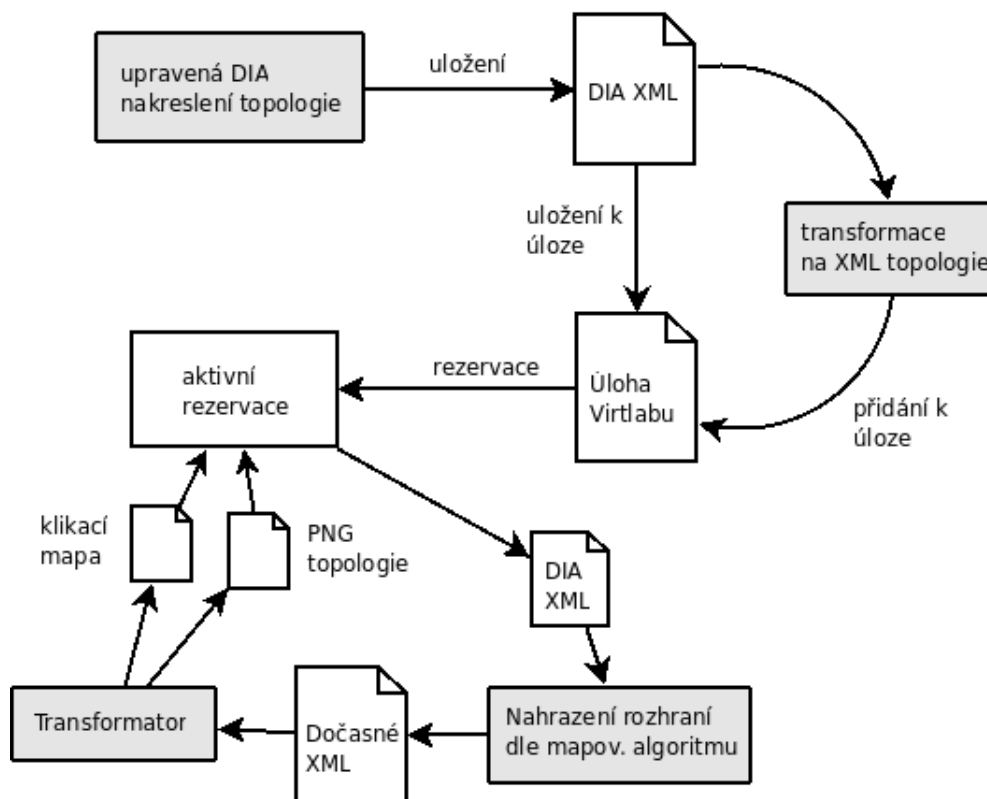 upravená DIA
nakreslení topologie
uložení
DIA XML
uložení k
úloze
transformace
na XML topologie
přidání k
úloze
Úloha
Virtlabu
rezervace
aktivní
rezervace
klikací
mapa
PNG
topologie
DIA
XML
Nahrazení rozhraní
dle mapov. algoritmu
Dočasné
XML
Transformator